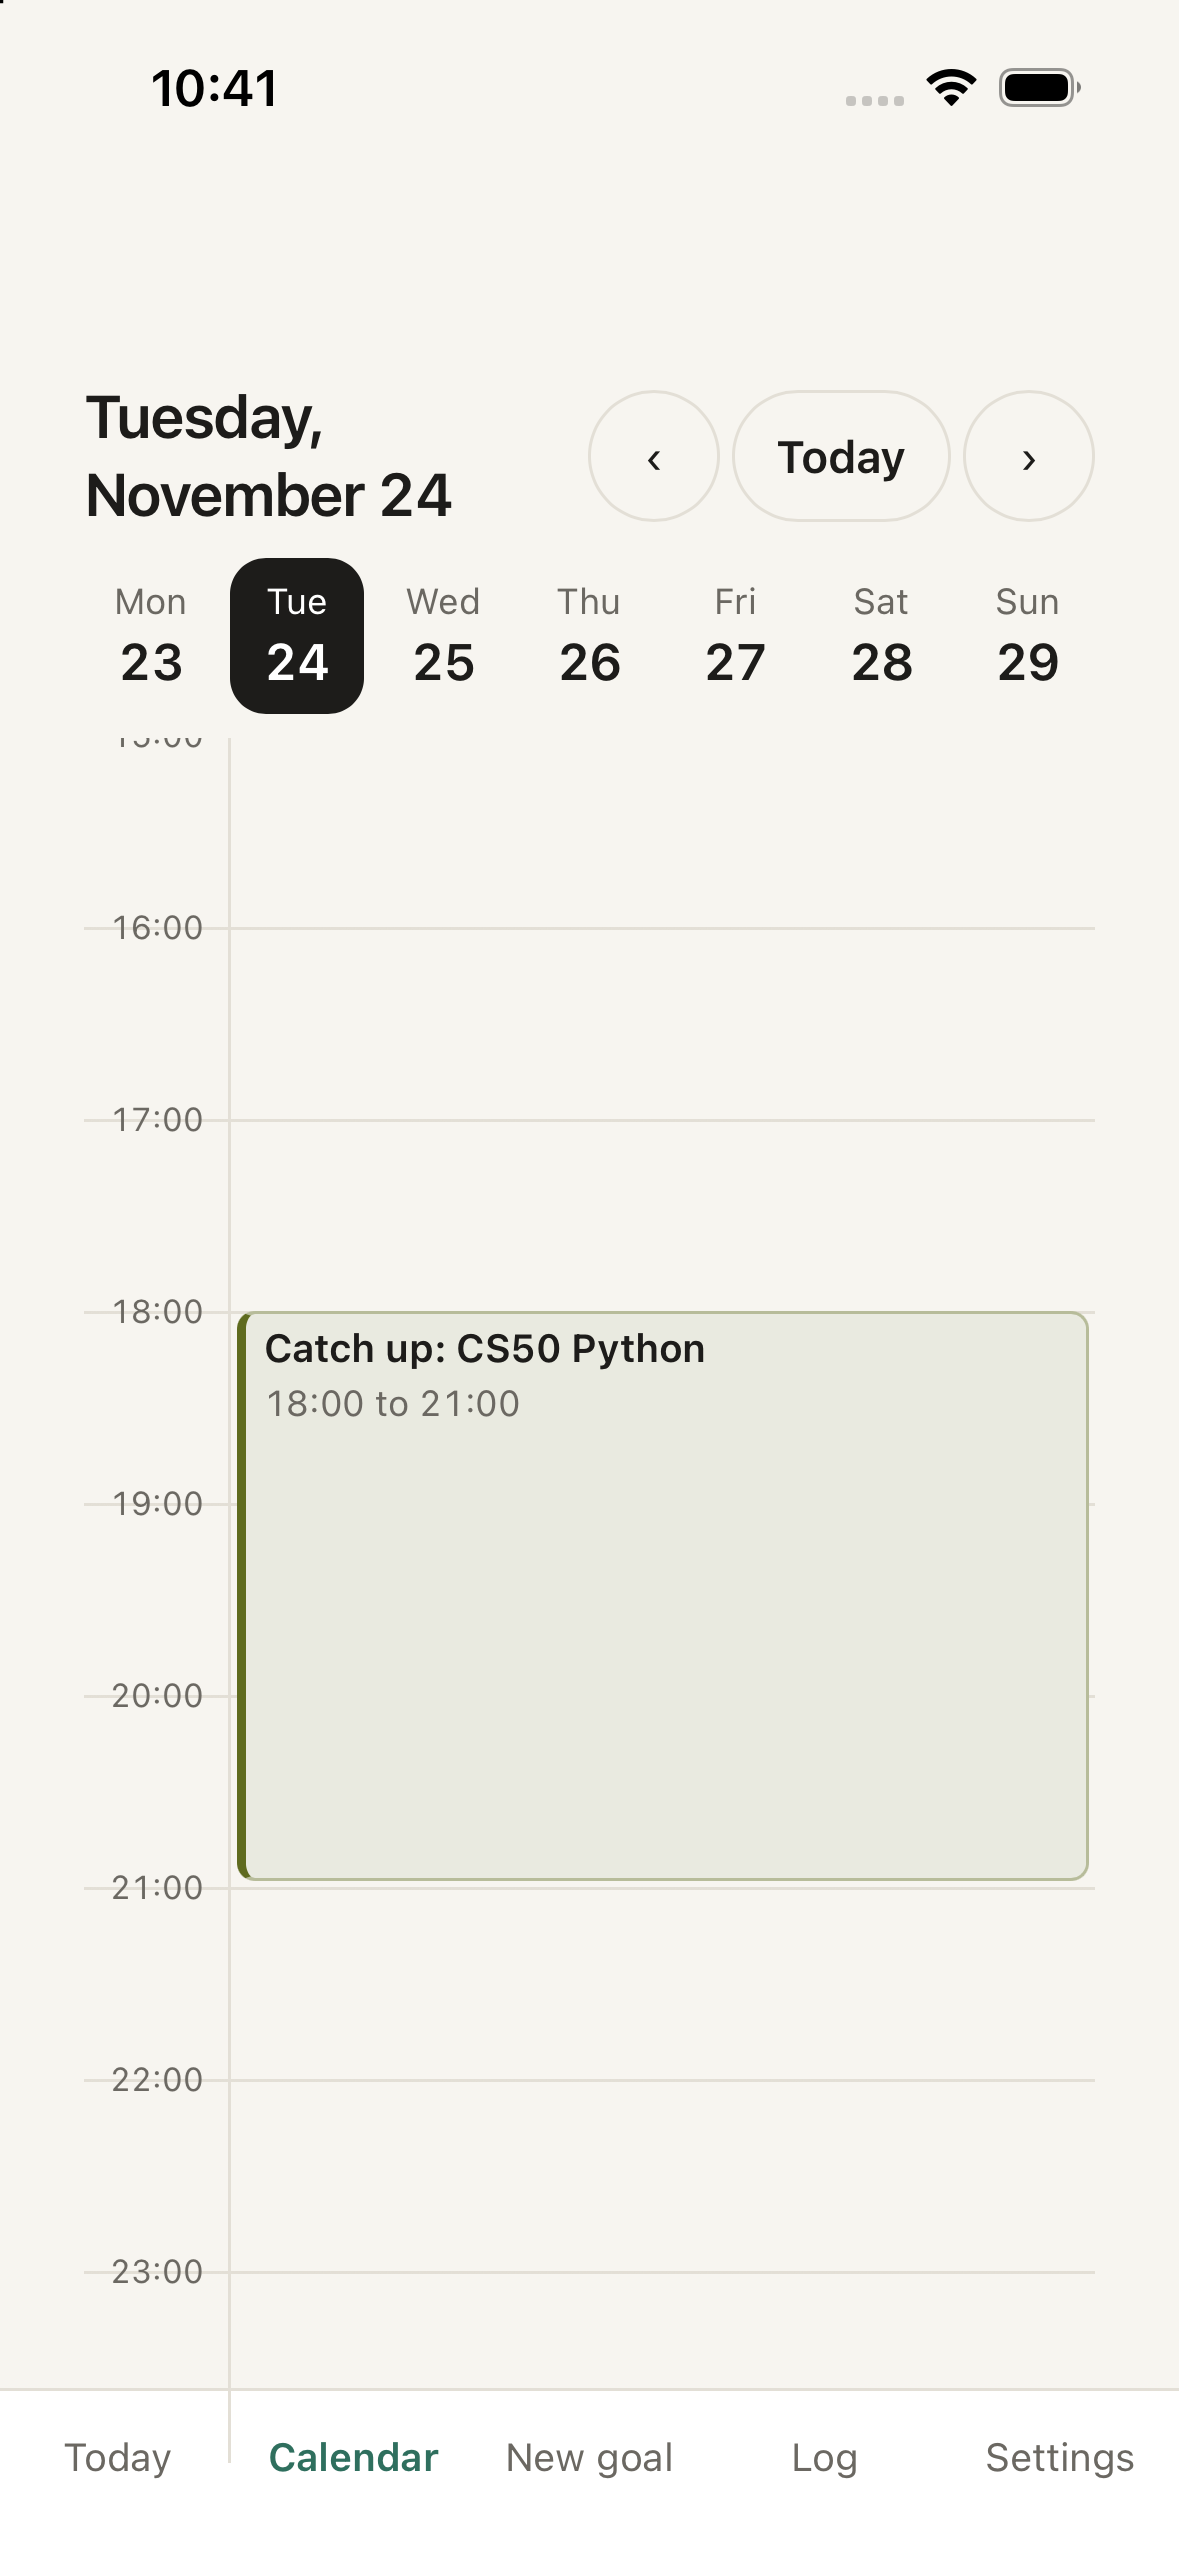 10:41
Tuesday,
November 24
‹ Today ›
Mon Tue Wed Thu Fri Sat Sun
23 24 25 26 27 28 29
16:00
17:00
18:00
Catch up: CS50 Python
18:00 to 21:00
19:00
20:00
21:00
22:00
23:00
Today Calendar New goal Log Settings